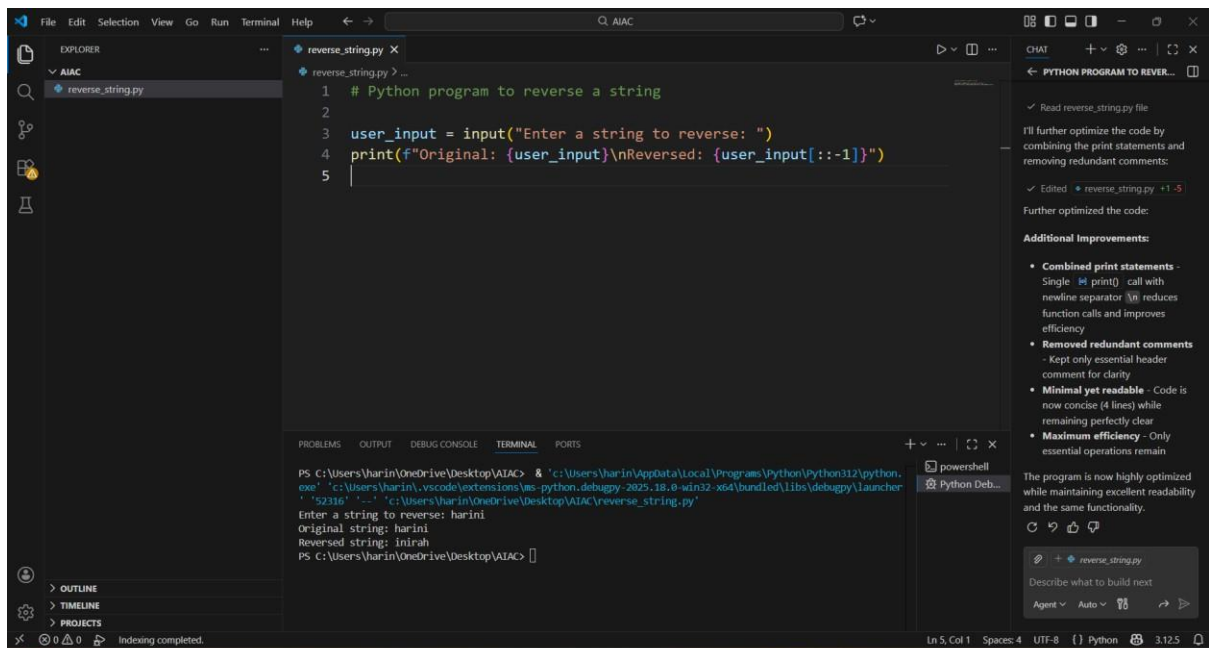 File Edit Selection View Go Run Terminal Help
AIAC
EXPLORER
AIAC
reverse_string.py
OUTLINE
TIMELINE
PROJECTS
reverse_string.py
reverse_string.py > ...
1 # Python program to reverse a string
2
3 user_input = input("Enter a string to reverse: ")
4 print(f"Original: {user_input}\nReversed: {user_input[::-1]}")
5
PROBLEMS OUTPUT DEBUG CONSOLE TERMINAL PORTS
PS C:\Users\harin\OneDrive\Desktop\AIAC> & 'c:\Users\harin\AppData\Local\Programs\Python\Python312\python.
exe' 'c:\Users\harin\.vscode\extensions\ms-python.debugpy-2025.18.0-win32-x64\bundled\libs\debugpy\launcher
' '52316' '--' 'c:\Users\harin\OneDrive\Desktop\AIAC\reverse_string.py'
Enter a string to reverse: harini
Original string: harini
Reversed string: inirah
PS C:\Users\harin\OneDrive\Desktop\AIAC>
powershell
Python Deb...
CHAT
PYTHON PROGRAM TO REVER...
Read reverse_string.py file
I'll further optimize the code by
combining the print statements and
removing redundant comments:
Edited reverse_string.py +1 -5
Further optimized the code:
Additional Improvements:
• Combined print statements -
Single print() call with
newline separator \n reduces
function calls and improves
efficiency
• Removed redundant comments
- Kept only essential header
comment for clarity
• Minimal yet readable - Code is
now concise (4 lines) while
remaining perfectly clear
• Maximum efficiency - Only
essential operations remain
The program is now highly optimized
while maintaining excellent readability
and the same functionality.
reverse_string.py
Describe what to build next
Agent Auto
0 0 Indexing completed.
Ln 5, Col 1 Spaces: 4 UTF-8 {} Python 3.12.5